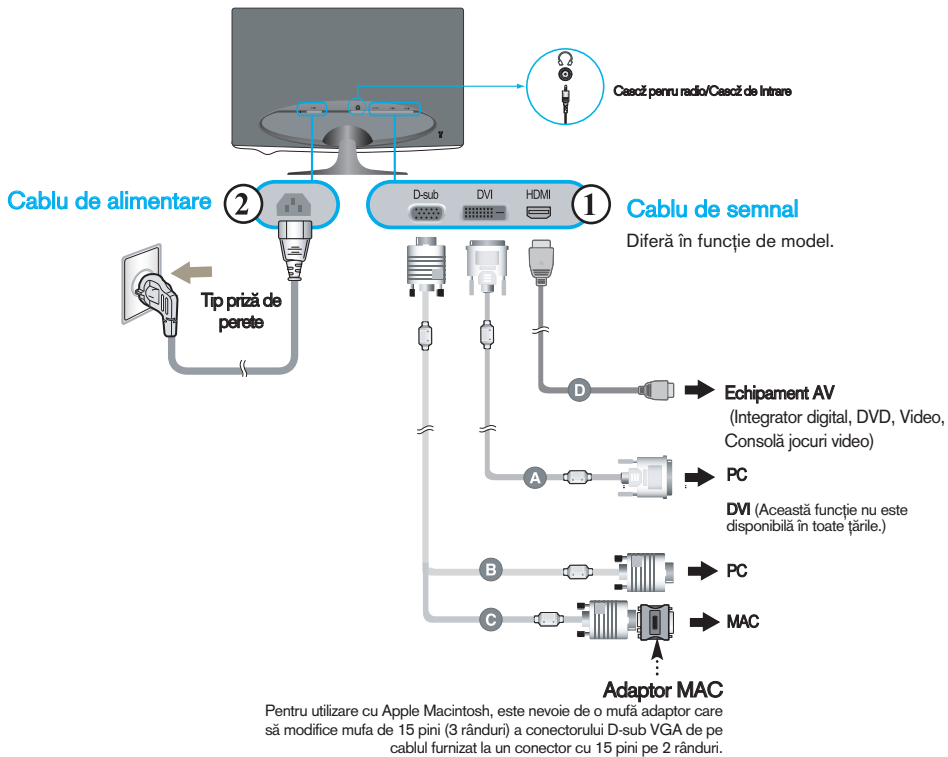 Cascž penru radio/Cascž de Intrare
Cablu de alimentare
2
D-sub
DVI
HDMI
1
Cablu de semnal
Diferă în funcție de model.
Tip priză de
perete
D
Echipament AV
(Integrator digital, DVD, Video,
Consolă jocuri video)
A
PC
DVI (Această funcție nu este
disponibilă în toate țările.)
B
PC
C
MAC
Adaptor MAC
Pentru utilizare cu Apple Macintosh, este nevoie de o mufă adaptor care
să modifice mufa de 15 pini (3 rânduri) a conectorului D-sub VGA de pe
cablul furnizat la un conector cu 15 pini pe 2 rânduri.